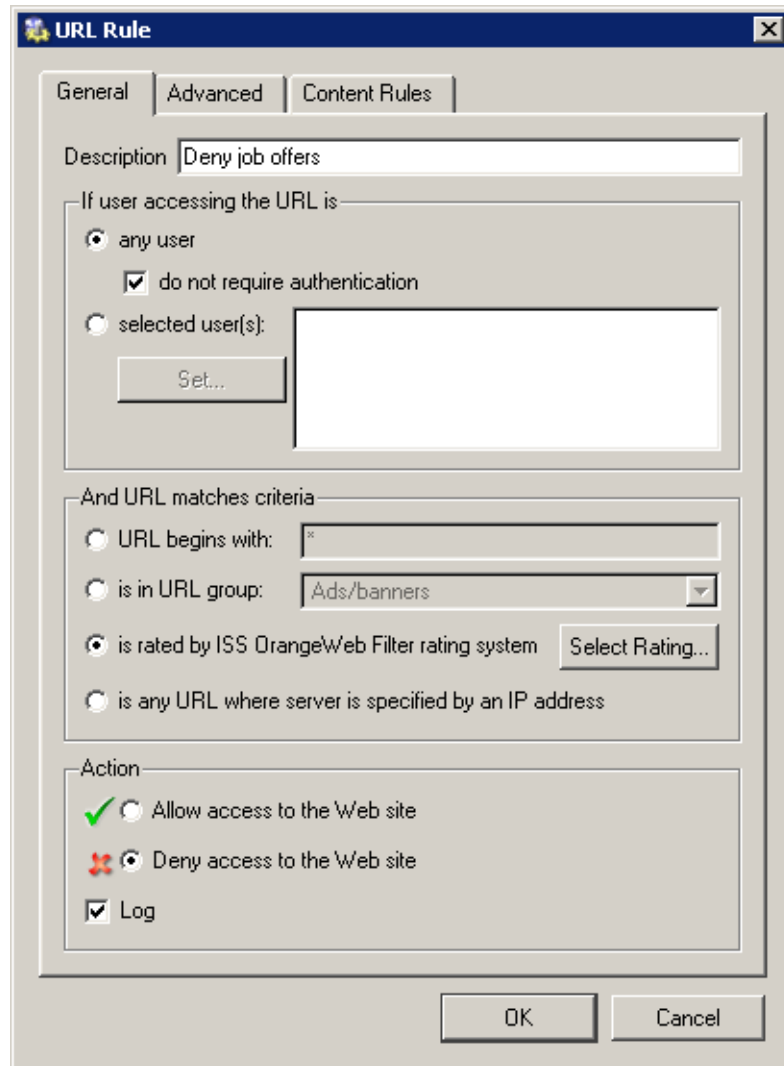 URL Rule
General Advanced Content Rules
Description Deny job offers
If user accessing the URL is
any user
do not require authentication
selected user(s):
Set...
And URL matches criteria
URL begins with: *
is in URL group: Ads/banners
is rated by ISS OrangeWeb Filter rating system Select Rating...
is any URL where server is specified by an IP address
Action
Allow access to the Web site
Deny access to the Web site
Log
OK Cancel